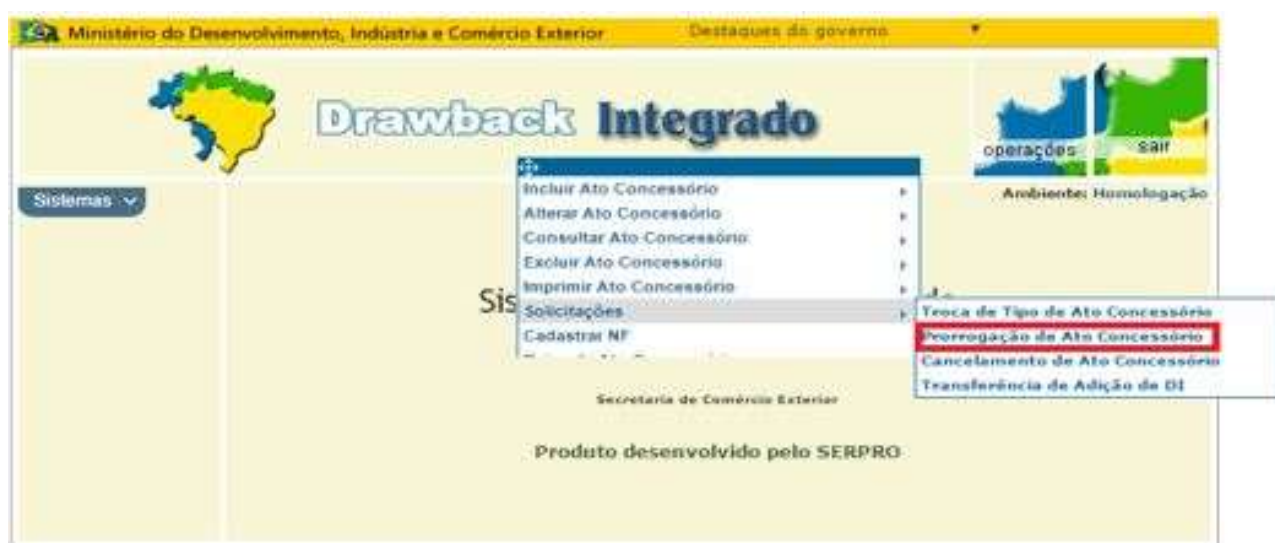 Ministério do Desenvolvimento, Indústria e Comércio Exterior
Destaques do governo
Drawback Integrado
operações
sair
Sistemas
Ambiente: Homologação
Incluir Ato Concessório
Alterar Ato Concessório
Consultar Ato Concessório
Excluir Ato Concessório
Imprimir Ato Concessório
Sis
Solicitações
Cadastrar NF
Troca de Tipo de Ato Concessório
Prorrogação de Ato Concessório
Cancelamento de Ato Concessório
Transferência de Adição de DI
Secretaria de Comércio Exterior
Produto desenvolvido pelo SERPRO